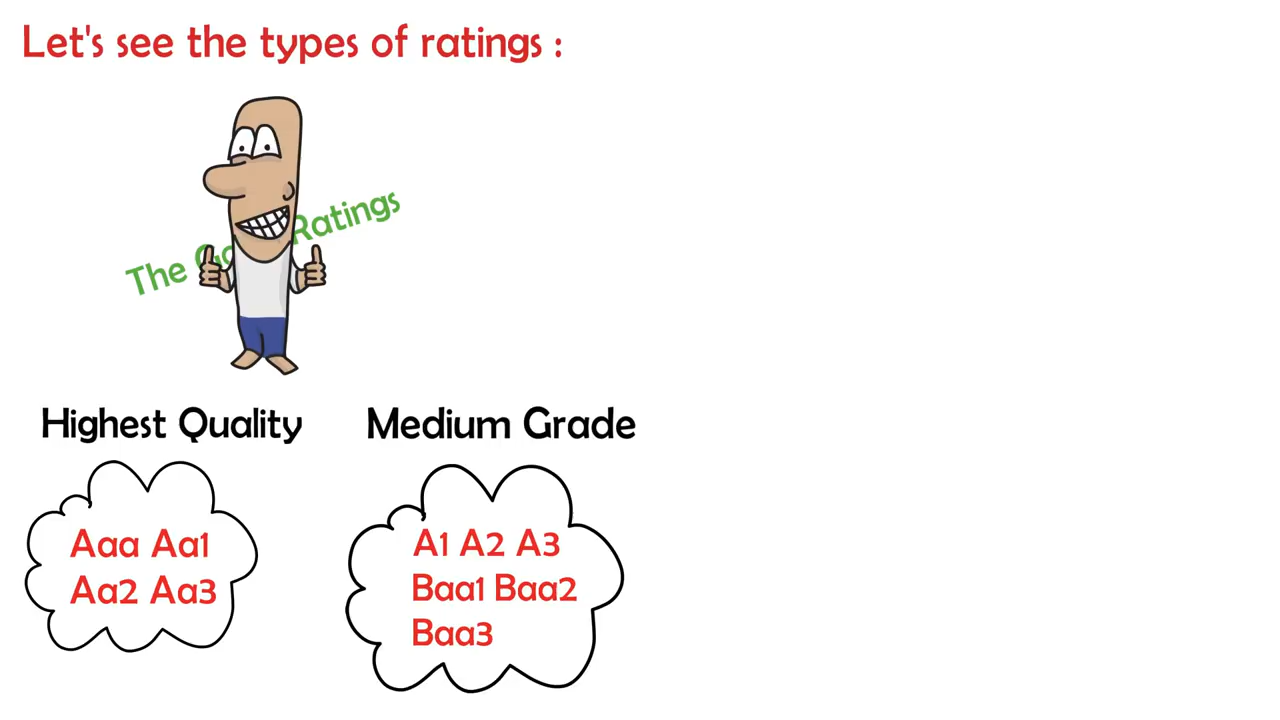 Let's see the types of ratings :
The Ratings
Highest Quality
Medium Grade
Aaa Aa1
Aa2 Aa3
A1 A2 A3
Baa1 Baa2
Baa3